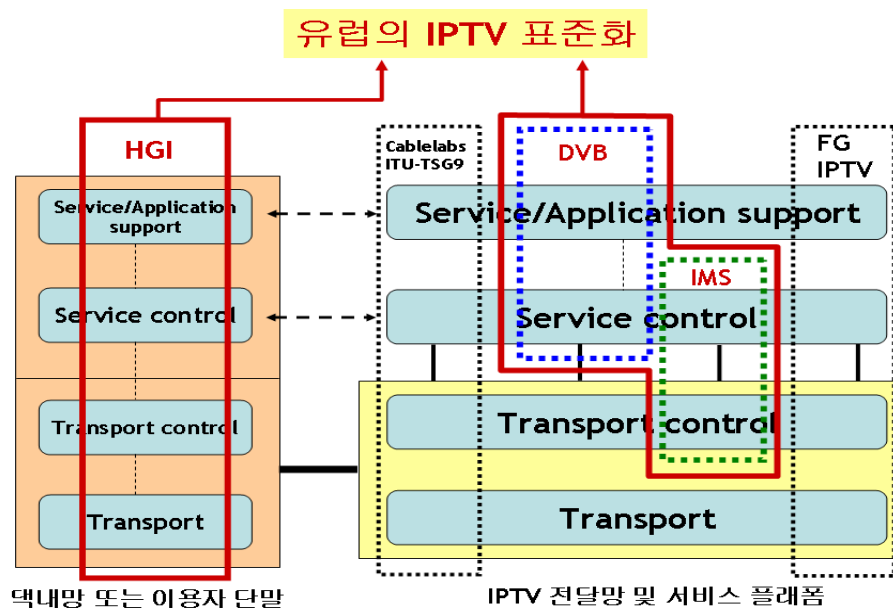 유럽의 IPTV 표준화
HGI
Service/Application
support
Service control
Transport control
Transport
댁내망 또는 이용자 단말
Cablelabs
ITU-TSG9
DVB
FG
IPTV
Service/Application support
IMS
Service control
Transport control
Transport
IPTV 전달망 및 서비스 플래폼